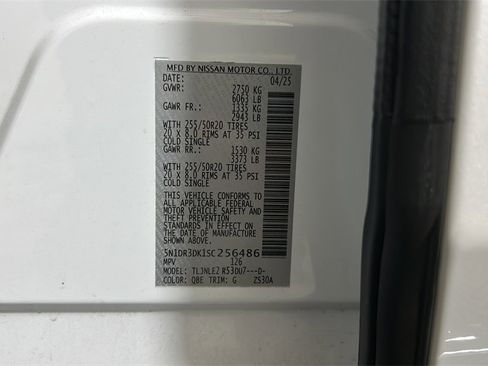 MFD BY NISSAN MOTOR CO., LTD.
DATE: 04/25
GVWR: 2750 KG
6063 LB
GAWR FR.: 1335 KG
2943 LB
WITH 255/50R20 TIRES
20 X 8.0 RIMS AT 35 PSI
COLD SINGLE
GAWR RR.: 1530 KG
3373 LB
WITH 255/50R20 TIRES
20 X 8.0 RIMS AT 35 PSI
COLD SINGLE
THIS VEHICLE CONFORMS TO
ALL APPLICABLE FEDERAL
MOTOR VEHICLE SAFETY AND
THEFT PREVENTION
STANDARDS IN EFFECT ON
THE DATE OF MANUFACTURE
SHOWN ABOVE.
5N1DR3DK1SC256486
MPV 126
MODEL: TLJNLEZ R53DU7---D-
COLOR: QBE TRIM: G ZS30A